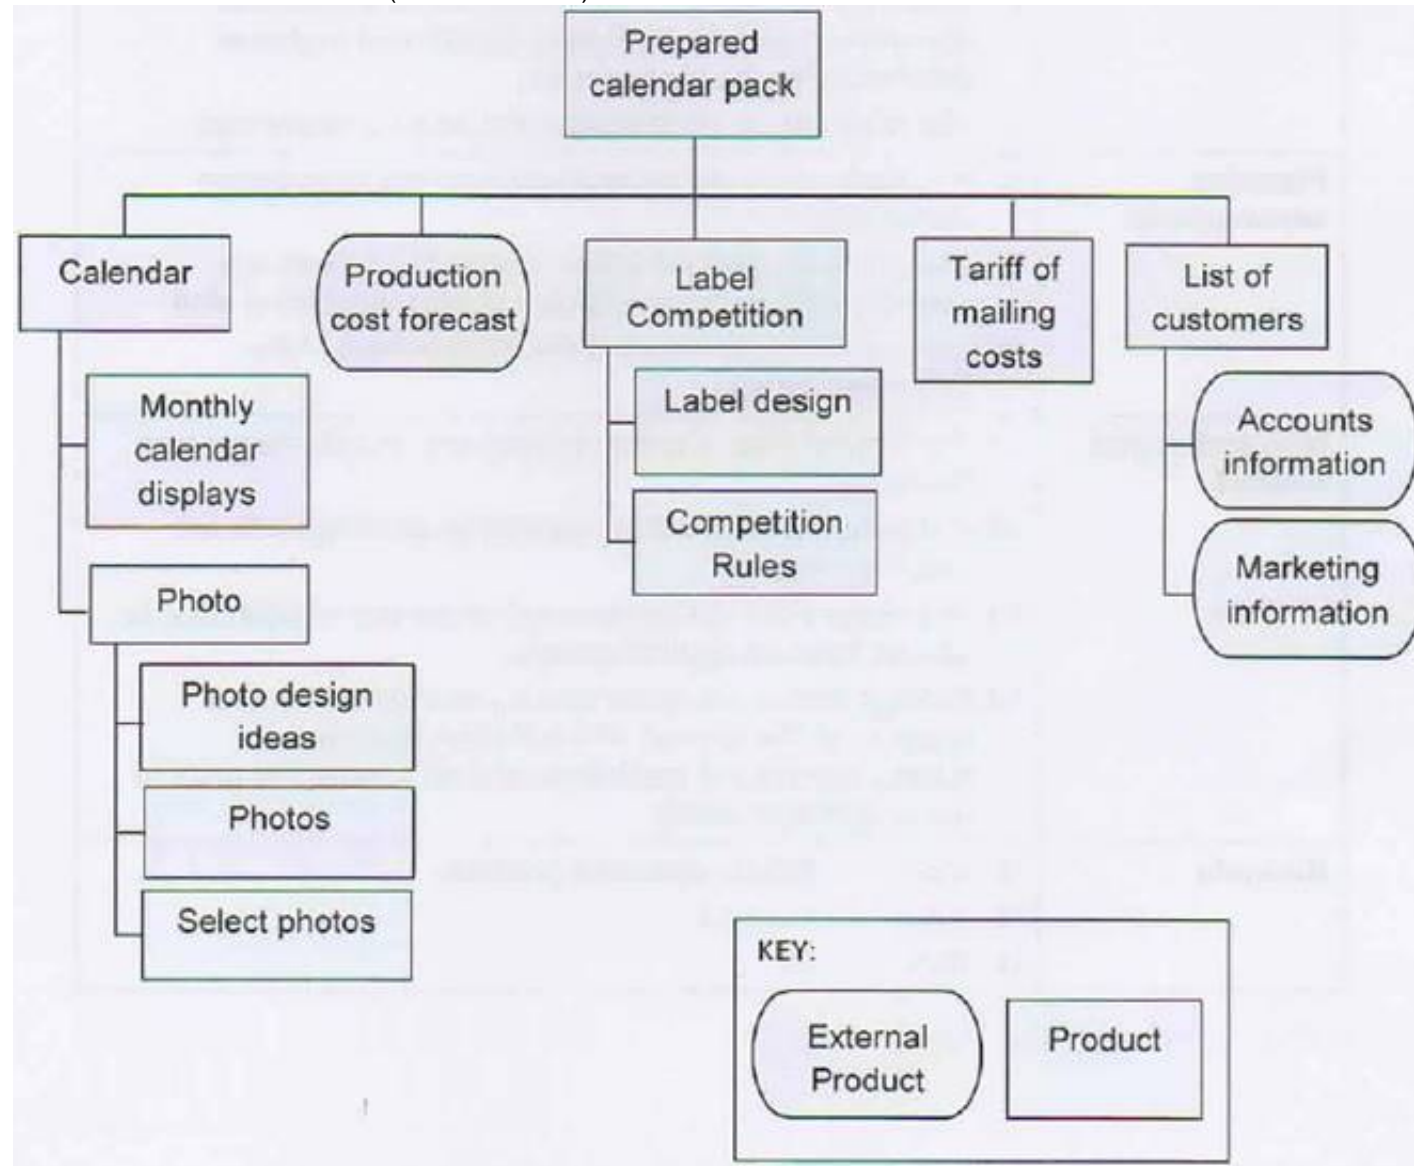 Prepared
calendar pack
Calendar
Production
cost forecast
Label
Competition
Tariff of
mailing
costs
List of
customers
Monthly
calendar
displays
Label design
Accounts
information
Competition
Rules
Marketing
information
Photo
Photo design
ideas
Photos
Select photos
KEY:
External
Product
Product